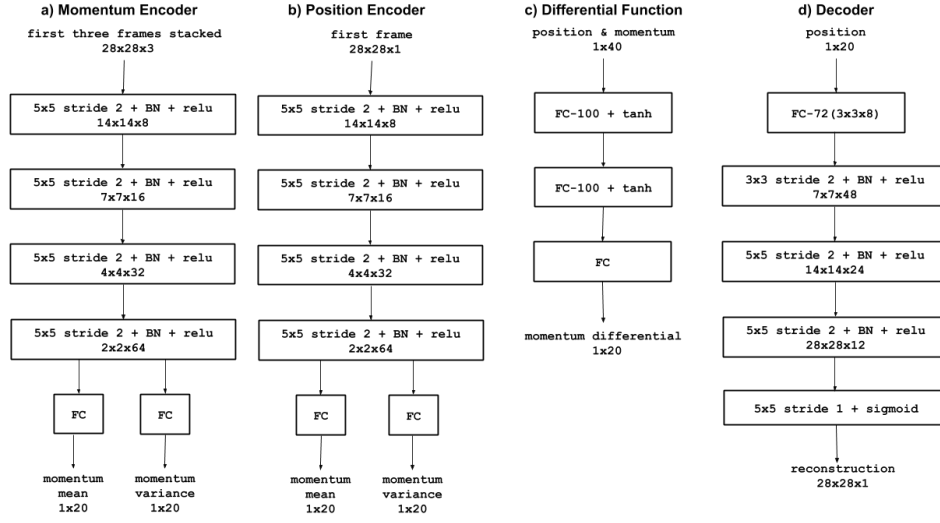 a) Momentum Encoder
first three frames stacked
28x28x3
5x5 stride 2 + BN + relu
14x14x8
5x5 stride 2 + BN + relu
7x7x16
5x5 stride 2 + BN + relu
4x4x32
5x5 stride 2 + BN + relu
2x2x64
FC
FC
momentum
mean
1x20
momentum
variance
1x20
b) Position Encoder
first frame
28x28x1
5x5 stride 2 + BN + relu
14x14x8
5x5 stride 2 + BN + relu
7x7x16
5x5 stride 2 + BN + relu
4x4x32
5x5 stride 2 + BN + relu
2x2x64
FC
FC
momentum
mean
1x20
momentum
variance
1x20
c) Differential Function
position & momentum
1x40
FC-100 + tanh
FC-100 + tanh
FC
momentum differential
1x20
d) Decoder
position
1x20
FC-72(3x3x8)
3x3 stride 2 + BN + relu
7x7x48
5x5 stride 2 + BN + relu
14x14x24
5x5 stride 2 + BN + relu
28x28x12
5x5 stride 1 + sigmoid
reconstruction
28x28x1